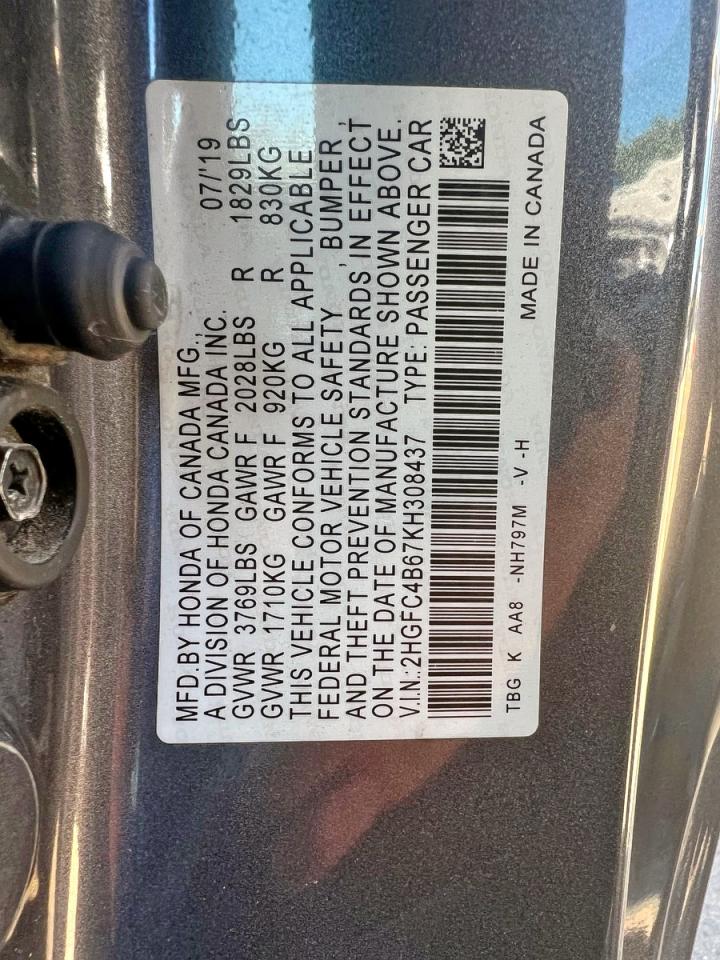 MFD.BY HONDA OF CANADA MFG., 07/'19
A DIVISION OF HONDA CANADA INC.
GVWR 3769LBS GAWR F 2028LBS R 1829LBS
GVWR 1710KG GAWR F 920KG R 830KG
THIS VEHICLE CONFORMS TO ALL APPLICABLE
FEDERAL MOTOR VEHICLE SAFETY , BUMPER ,
AND THEFT PREVENTION STANDARDS IN EFFECT
ON THE DATE OF MANUFACTURE SHOWN ABOVE.
V.I.N.:2HGFC4B67KH308437 TYPE: PASSENGER CAR
TBG K AA8 -NH797M -V -H MADE IN CANADA